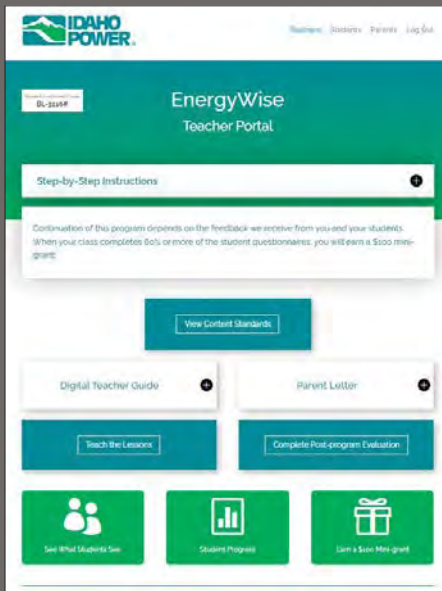 IDAHO
POWER
Teachers Students Parents Log Out
EnergyWise
Teacher Portal
Step-by-Step Instructions
Continuation of this program depends on the feedback we receive from you and your students.
When your class completes 60% or more of the student questionnaires, you will earn a $100 mini-
grant!
View Content Standards
Digital Teacher Guide
Parent Letter
Teach the Lessons
Complete Post-program Evaluation
See What Students See
Student Progress
Earn a $100 Mini-grant